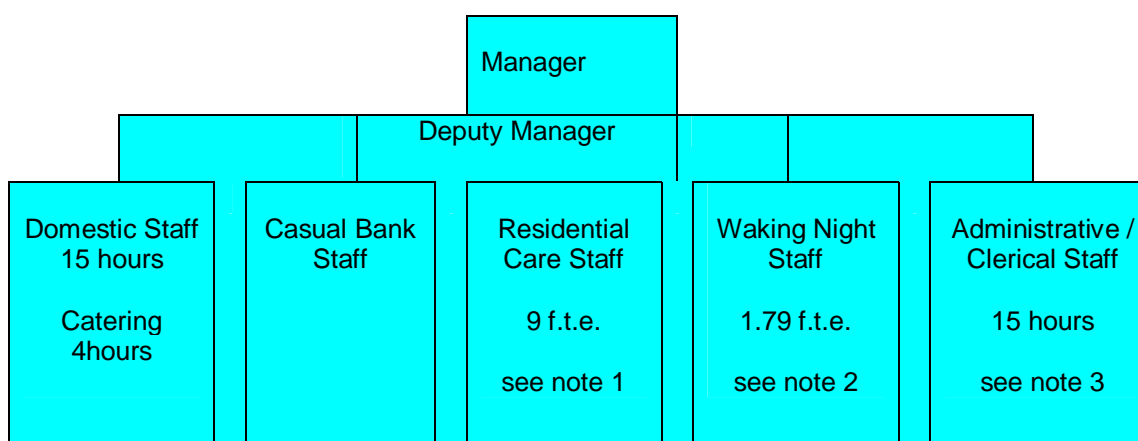 Manager
Deputy Manager
Domestic Staff
15 hours
Catering
4hours
Casual Bank
Staff
Residential
Care Staff
9 f.t.e.
see note 1
Waking Night
Staff
1.79 f.t.e.
see note 2
Administrative /
Clerical Staff
15 hours
see note 3